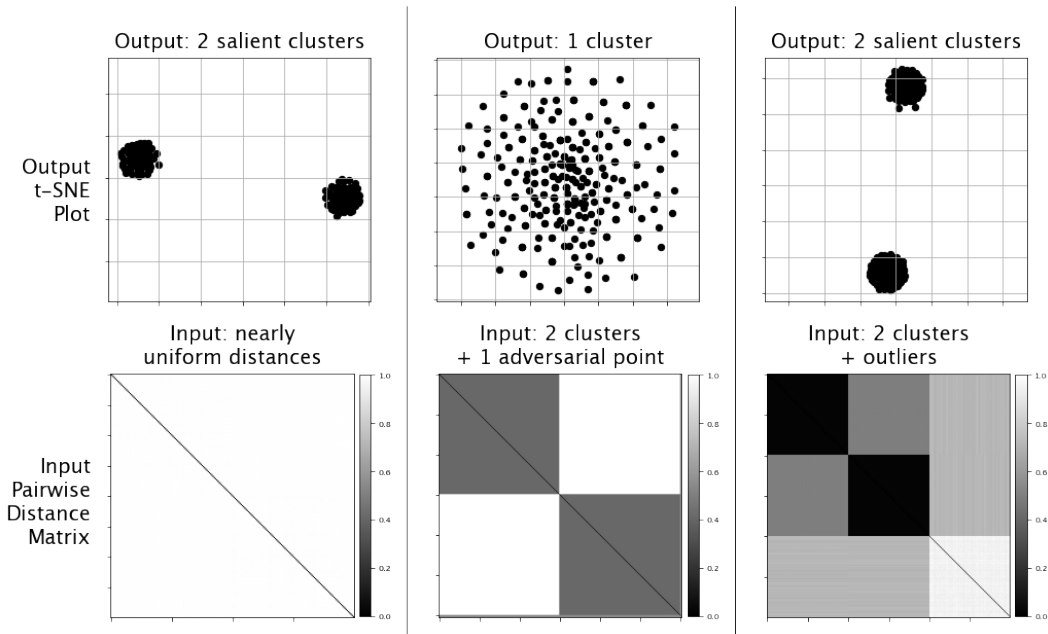 Output: 2 salient clusters
Output: 1 cluster
Output: 2 salient clusters
Output
t-SNE
Plot
Input: nearly
uniform distances
Input: 2 clusters
+ 1 adversarial point
Input: 2 clusters
+ outliers
Input
Pairwise
Distance
Matrix
1.0
0.8
0.6
0.4
0.2
0.0
1.0
0.8
0.6
0.4
0.2
0.0
1.0
0.8
0.6
0.4
0.2
0.0